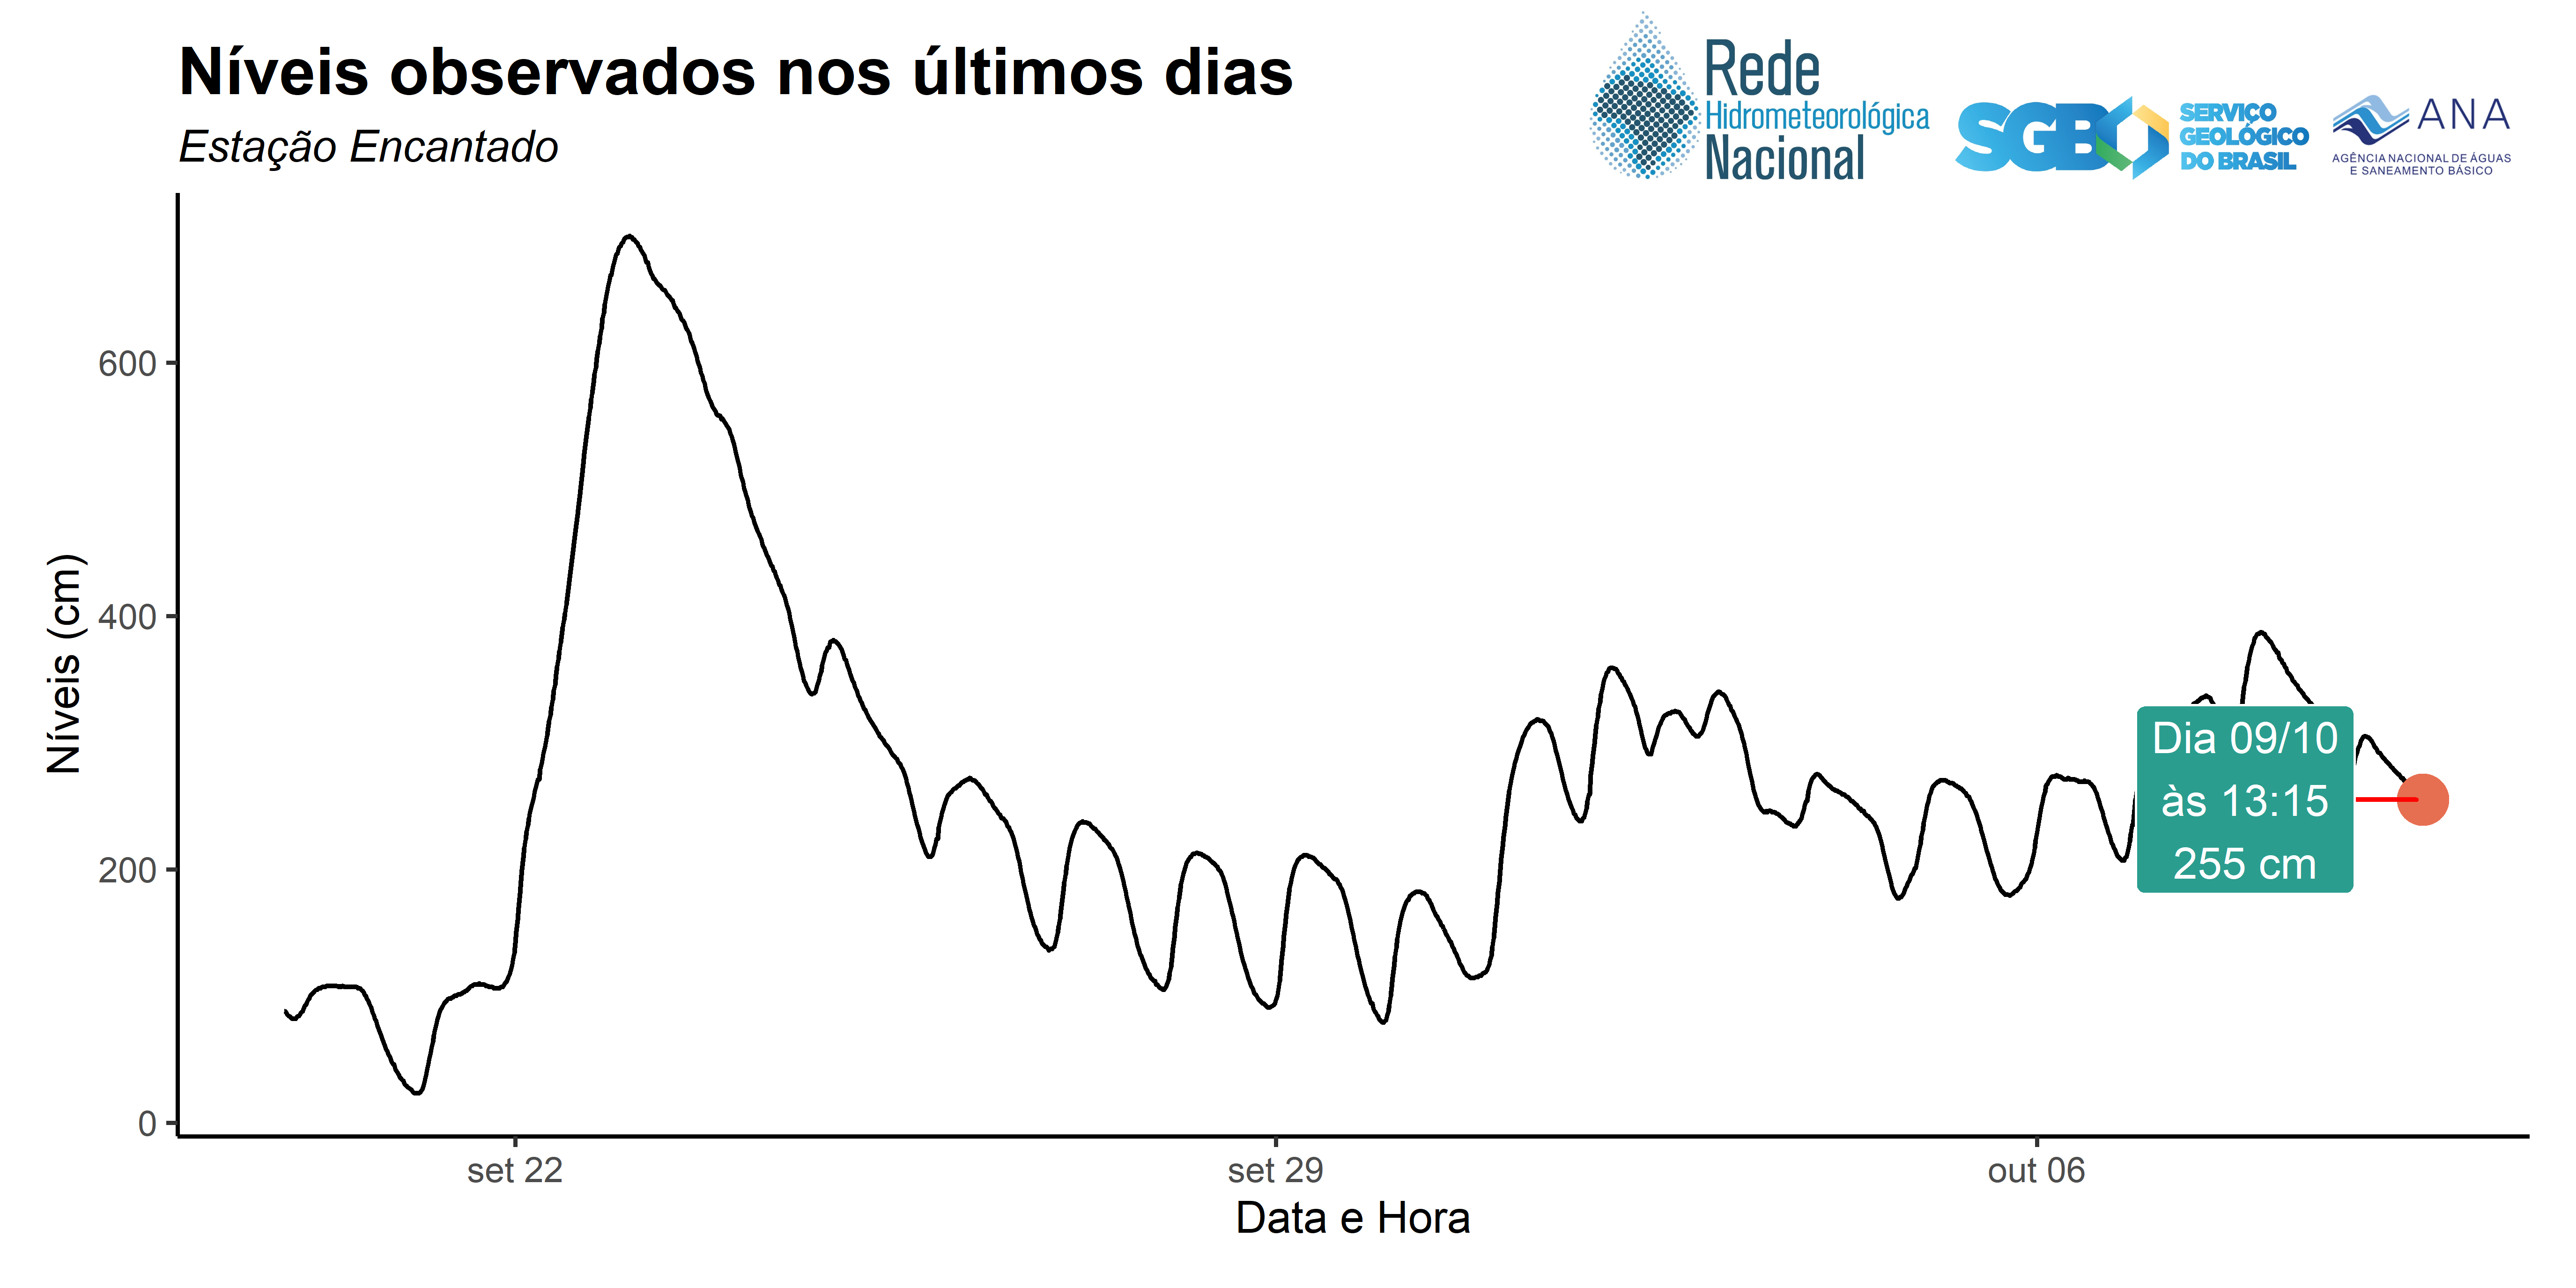 Níveis observados nos últimos dias
Estação Encantado
Rede
Hidrometeorológica
Nacional
SGB
SERVIÇO
GEOLÓGICO
DO BRASIL
ANA
AGÊNCIA NACIONAL DE ÁGUAS
E SANEAMENTO BÁSICO
Níveis (cm)
600
400
200
0
Dia 09/10
às 13:15
255 cm
set 22
set 29
out 06
Data e Hora